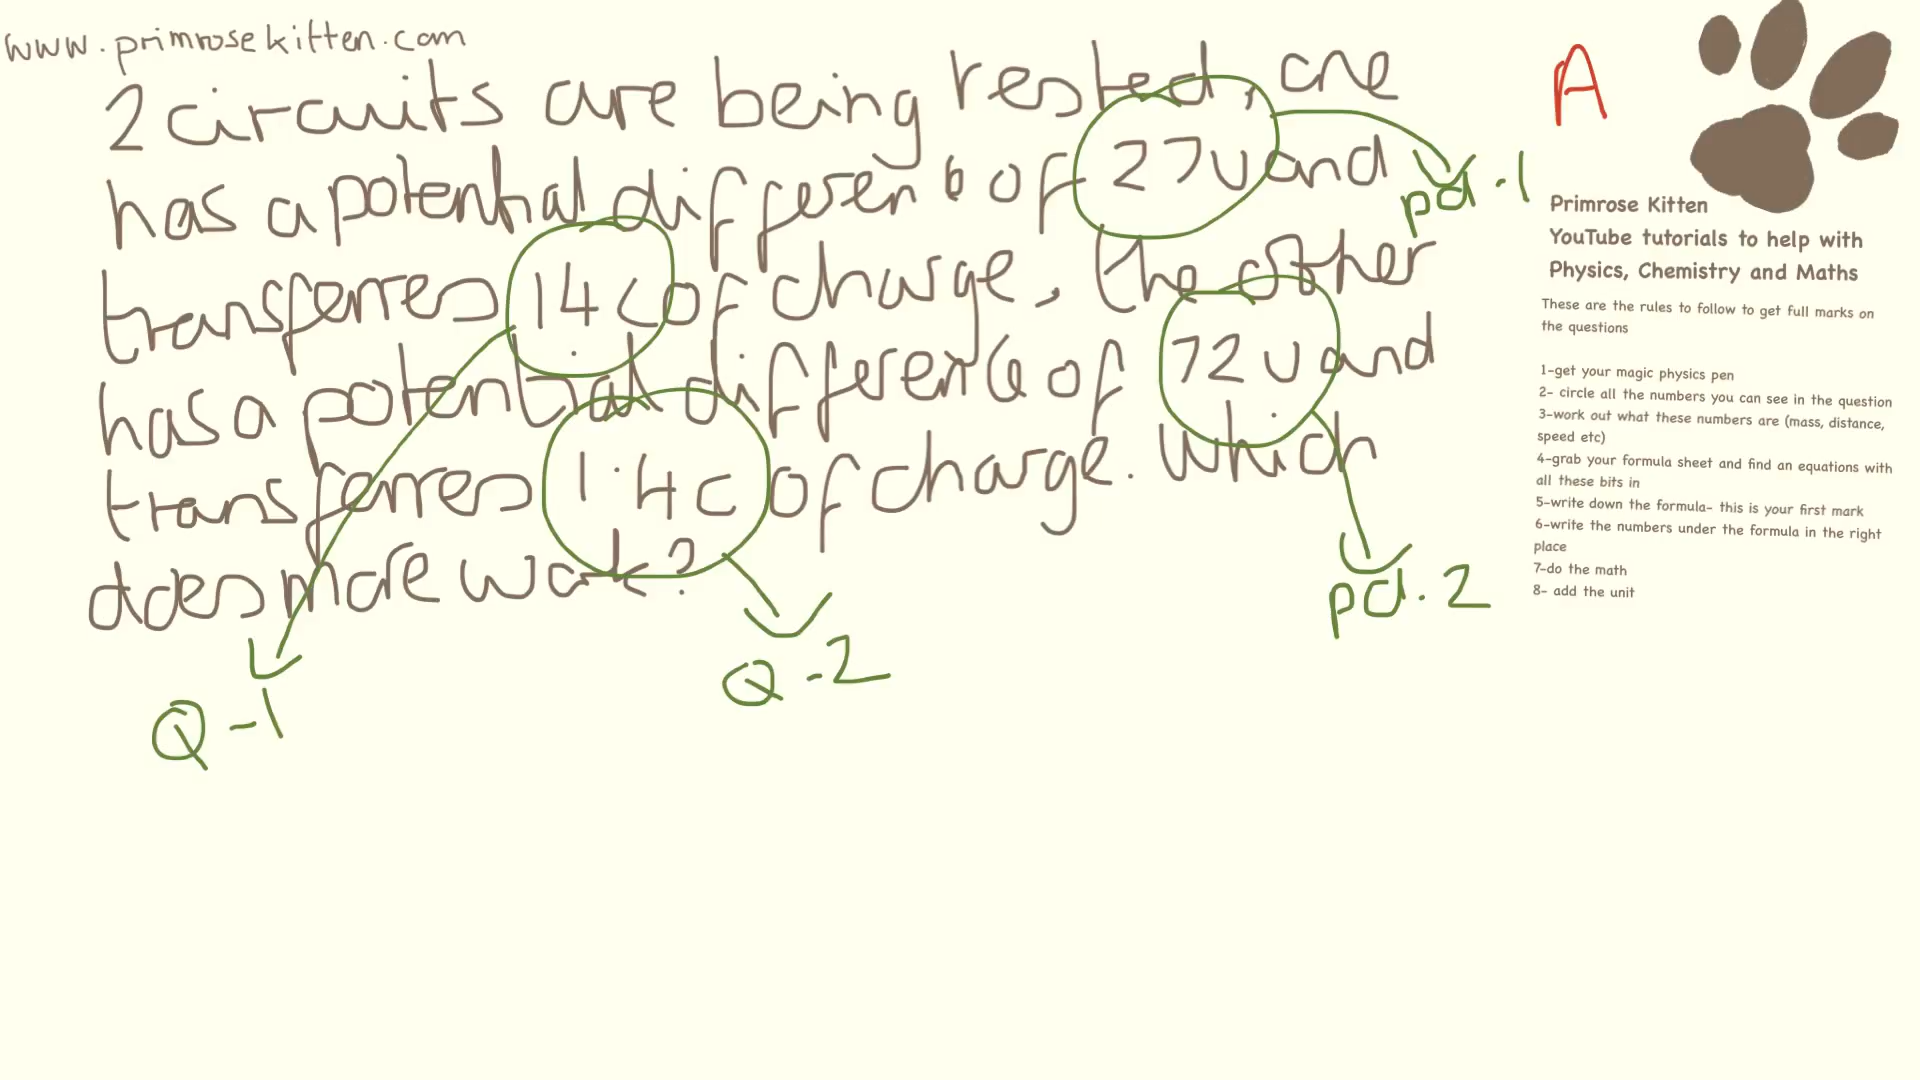 www.primrosekitten.com
2 circuits are being tested, one
has a potential difference of 27V and
transferres 14C of charge, the other
has a potential difference of 72V and
transferres 1.4C of charge. Which
does more work?
pd-1
pd.2
Q-2
Q-1
A
Primrose Kitten
YouTube tutorials to help with
Physics, Chemistry and Maths
These are the rules to follow to get full marks on
the questions
1-get your magic physics pen
2- circle all the numbers you can see in the question
3-work out what these numbers are (mass, distance,
speed etc)
4-grab your formula sheet and find an equations with
all these bits in
5-write down the formula- this is your first mark
6-write the numbers under the formula in the right
place
7-do the math
8- add the unit